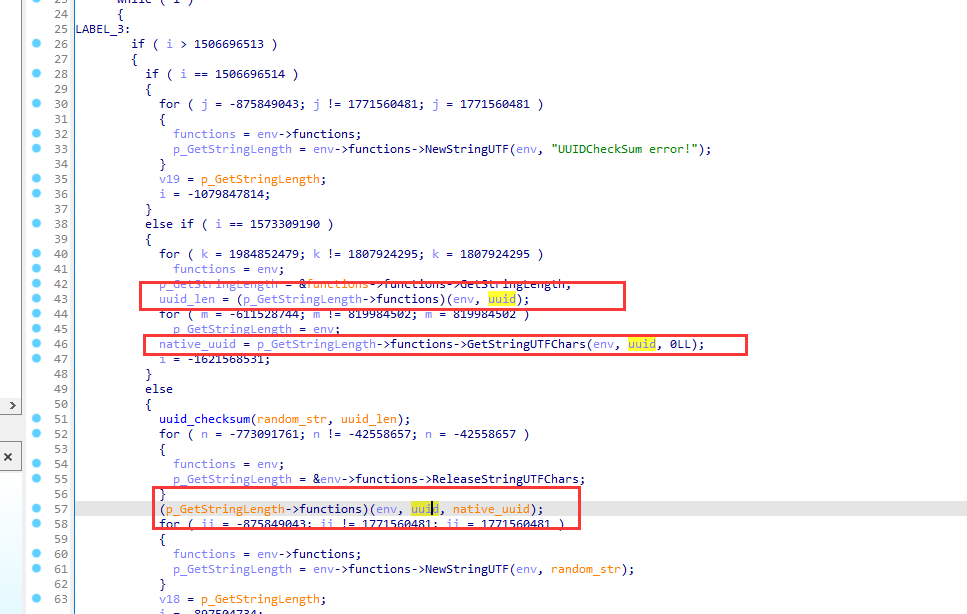 while ( i )
24 {
25 LABEL_3:
26 if ( i > 1506696513 )
27 {
28 if ( i == 1506696514 )
29 {
30 for ( j = -875849043; j != 1771560481; j = 1771560481 )
31 {
32 functions = env->functions;
33 p_GetStringLength = env->functions->NewStringUTF(env, "UUIDCheckSum error!");
34 }
35 v19 = p_GetStringLength;
36 i = -1079847814;
37 }
38 else if ( i == 1573309190 )
39 {
40 for ( k = 1984852479; k != 1807924295; k = 1807924295 )
41 functions = env;
42 p_GetStringLength = &functions->functions->GetStringLength;
43 uuid_len = (p_GetStringLength->functions)(env, uuid);
44 for ( m = -611528744; m != 819984502; m = 819984502 )
45 p_GetStringLength = env;
46 native_uuid = p_GetStringLength->functions->GetStringUTFChars(env, uuid, 0LL);
47 i = -1621568531;
48 }
49 else
50 {
51 uuid_checksum(random_str, uuid_len);
52 for ( n = -773091761; n != -42558657; n = -42558657 )
53 {
54 functions = env;
55 p_GetStringLength = &env->functions->ReleaseStringUTFChars;
56 }
57 (p_GetStringLength->functions)(env, uuid, native_uuid);
58 for ( ii = -875849043; ii != 1771560481; ii = 1771560481 )
59 {
60 functions = env->functions;
61 p_GetStringLength = env->functions->NewStringUTF(env, random_str);
62 }
63 v18 = p_GetStringLength;
i = -897504734;